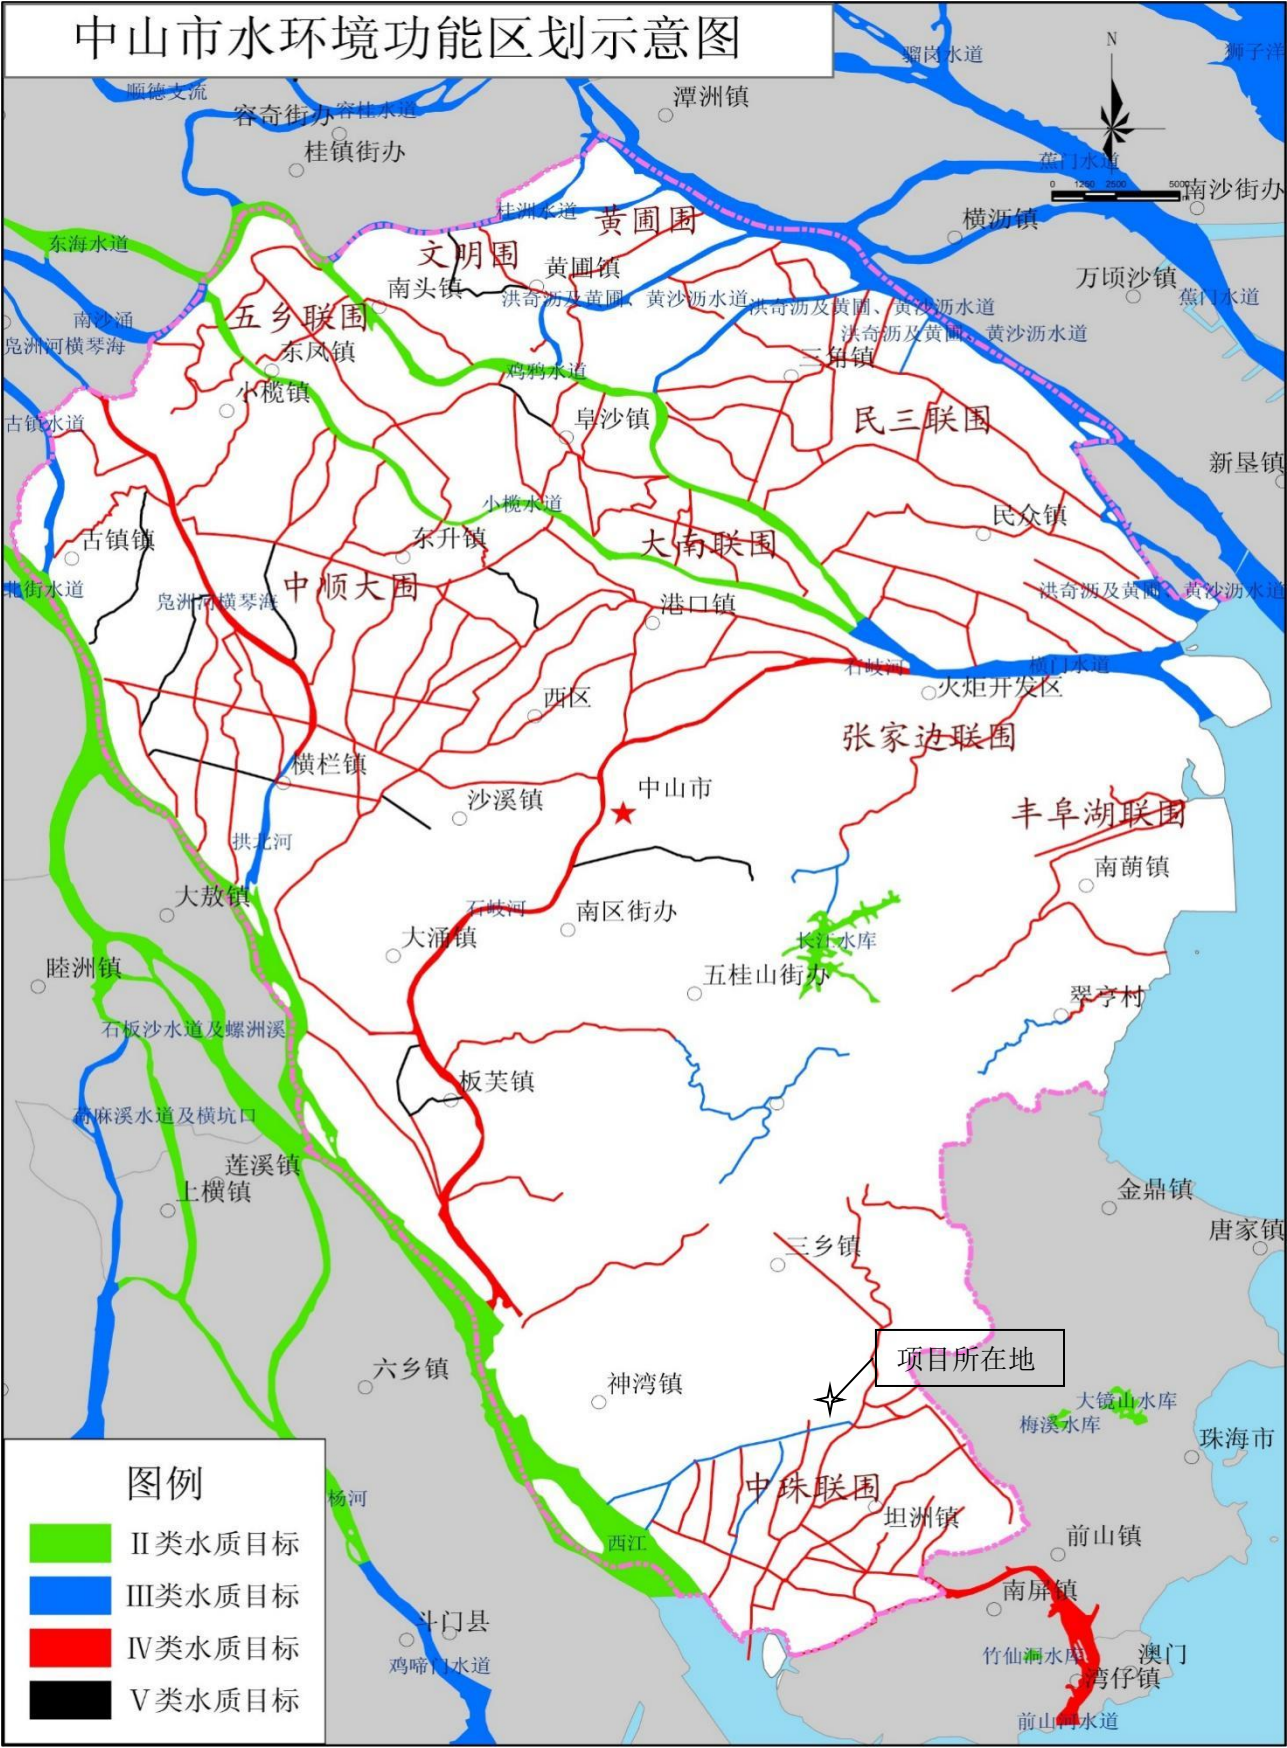 中山市水环境功能区划示意图
骝岗水道
狮子洋
N
顺德支流
潭洲镇
容奇街办
容桂水道
桂镇街办
蕉门水道
0 1250 2500 5000
m
南沙街办
桂洲水道
黄圃围
横沥镇
东海水道
文明围
黄圃镇
万顷沙镇
南头镇
洪奇沥及黄圃、黄沙沥水道
洪奇沥及黄圃、黄沙沥水道
蕉门水道
南沙涌
五乡联围
洪奇沥及黄圃、黄沙沥水道
凫洲河横琴海
东凤镇
三角镇
鸡鸦水道
小榄镇
古镇水道
阜沙镇
民三联围
新垦镇
小榄水道
民众镇
古镇镇
东升镇
大南联围
北街水道
凫洲河横琴海
中顺大围
港口镇
洪奇沥及黄圃、黄沙沥水道
石岐河
横门水道
西区
火炬开发区
张家边联围
横栏镇
沙溪镇
中山市
丰阜湖联围
拱北河
南蓢镇
大敖镇
石岐河
南区街办
大涌镇
长江水库
睦洲镇
五桂山街办
翠亨村
石板沙水道及螺洲溪
板芙镇
荷麻溪水道及横坑口
莲溪镇
上横镇
金鼎镇
唐家镇
三乡镇
项目所在地
六乡镇
神湾镇
大镜山水库
梅溪水库
珠海市
图例
中珠联围
杨河
坦洲镇
Ⅱ类水质目标
西江
前山镇
Ⅲ类水质目标
南屏镇
斗门县
Ⅳ类水质目标
竹仙洞水库
澳门
鸡啼门水道
湾仔镇
Ⅴ类水质目标
前山河水道